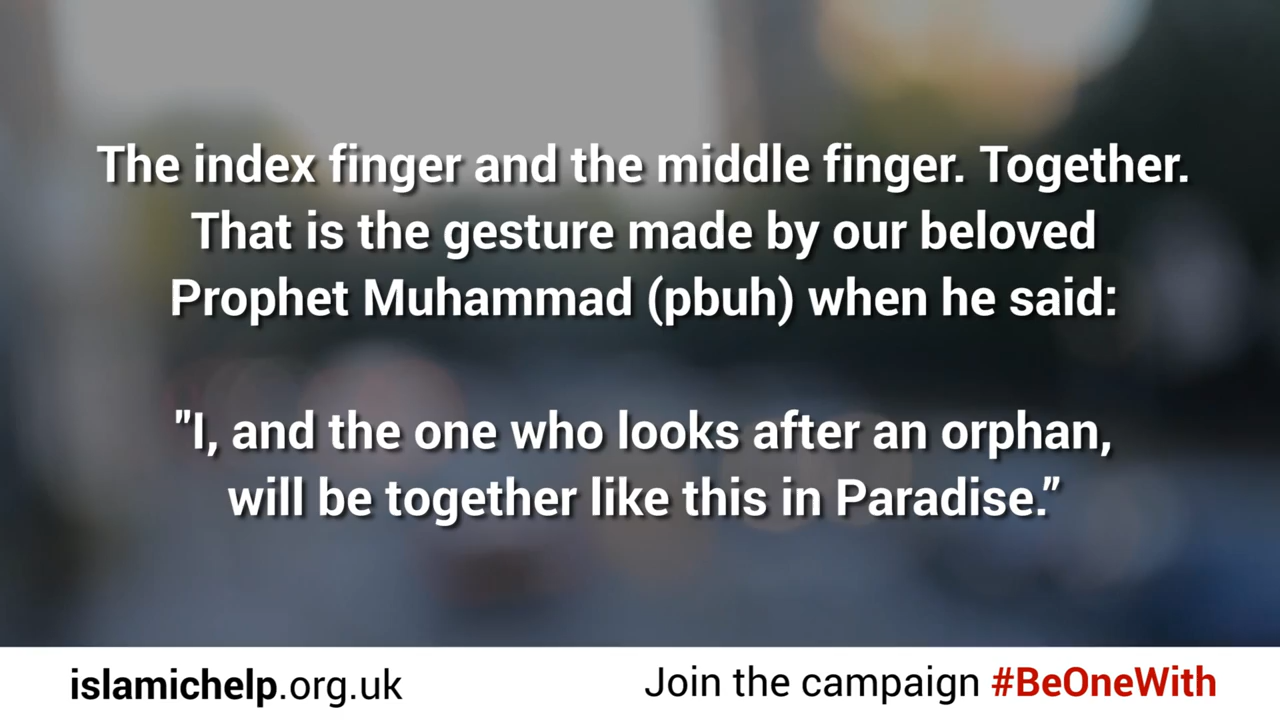 The index finger and the middle finger. Together.
That is the gesture made by our beloved
Prophet Muhammad (pbuh) when he said:
"I, and the one who looks after an orphan,
will be together like this in Paradise.”
islamichelp.org.uk
Join the campaign #BeOneWith